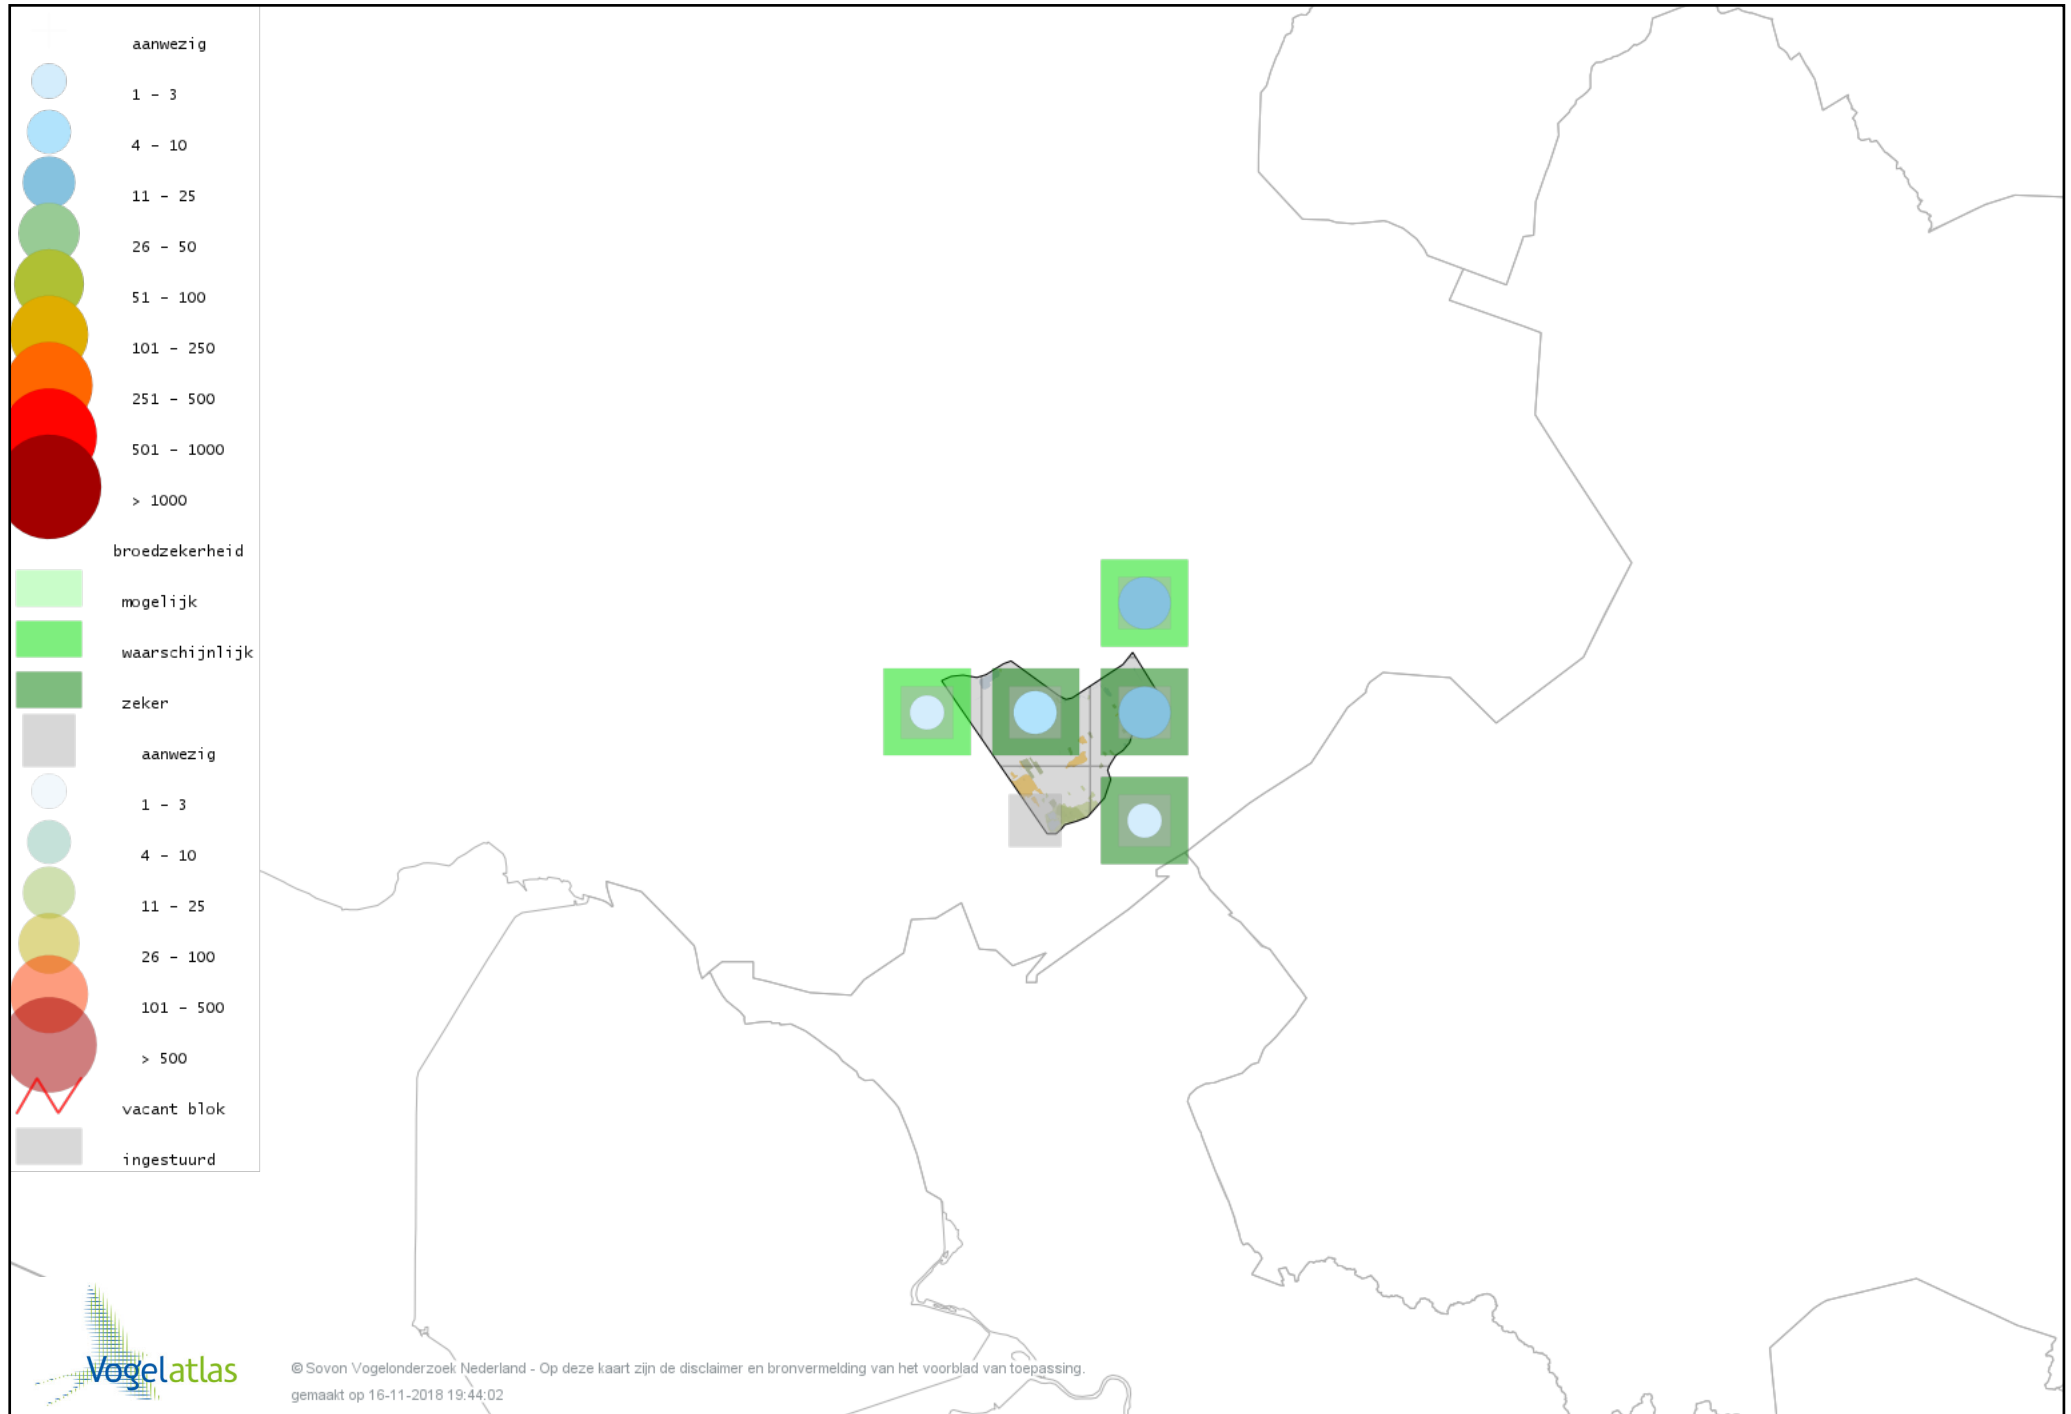 aanwezig
1 - 3
4 - 10
11 - 25
26 - 50
51 - 100
101 - 250
251 - 500
501 - 1000
> 1000
broedzekerheid
mogelijk
waarschijnlijk
zeker
aanwezig
1 - 3
4 - 10
11 - 25
26 - 100
101 - 500
> 500
vacant blok
ingestuurd
Vogelatlas
© Sovon Vogelonderzoek Nederland - Op deze kaart zijn de disclaimer en bronvermelding van het voorblad van toepassing.
gemaakt op 16-11-2018 19:44:02